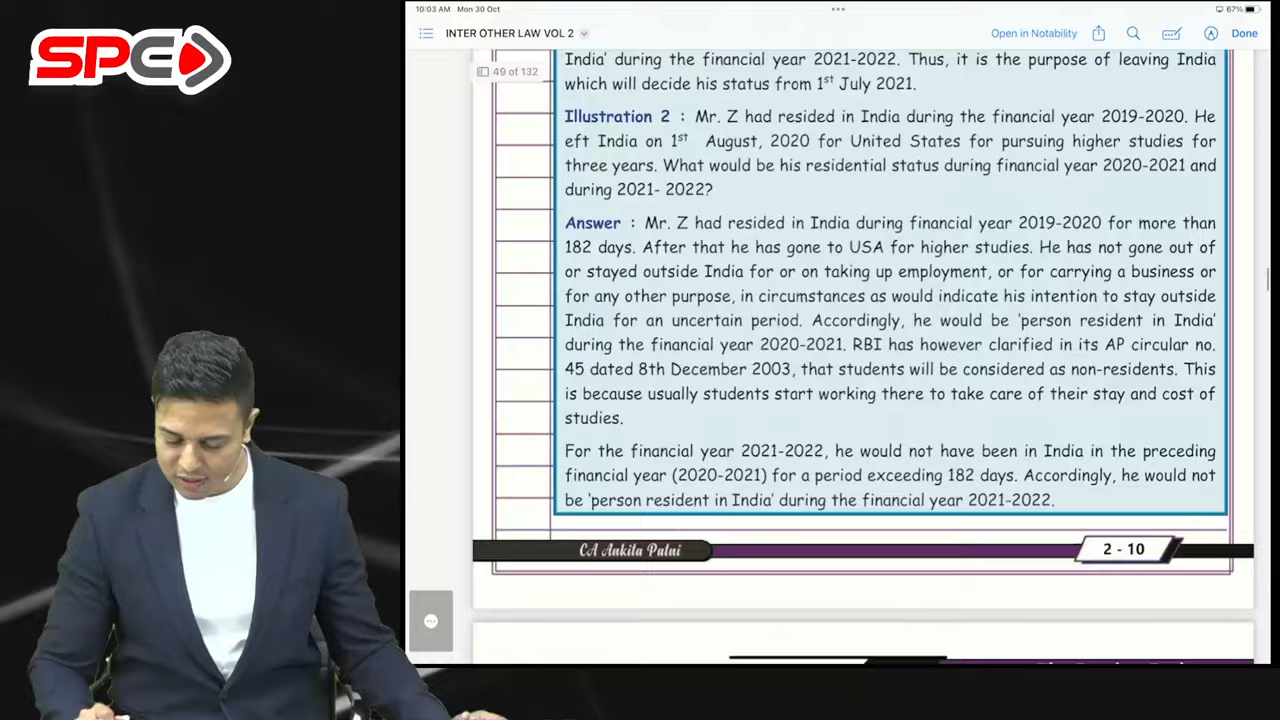 SPC
10:03 AM Mon 30 Oct
67%
INTER OTHER LAW VOL 2
Open in Notability
Done
49 of 132
India' during the financial year 2021-2022. Thus, it is the purpose of leaving India
which will decide his status from 1st July 2021.
Illustration 2 : Mr. Z had resided in India during the financial year 2019-2020. He
eft India on 1st August, 2020 for United States for pursuing higher studies for
three years. What would be his residential status during financial year 2020-2021 and
during 2021- 2022?
Answer : Mr. Z had resided in India during financial year 2019-2020 for more than
182 days. After that he has gone to USA for higher studies. He has not gone out of
or stayed outside India for or on taking up employment, or for carrying a business or
for any other purpose, in circumstances as would indicate his intention to stay outside
India for an uncertain period. Accordingly, he would be 'person resident in India'
during the financial year 2020-2021. RBI has however clarified in its AP circular no.
45 dated 8th December 2003, that students will be considered as non-residents. This
is because usually students start working there to take care of their stay and cost of
studies.
For the financial year 2021-2022, he would not have been in India in the preceding
financial year (2020-2021) for a period exceeding 182 days. Accordingly, he would not
be 'person resident in India' during the financial year 2021-2022.
CA Ankita Patni
2 - 10